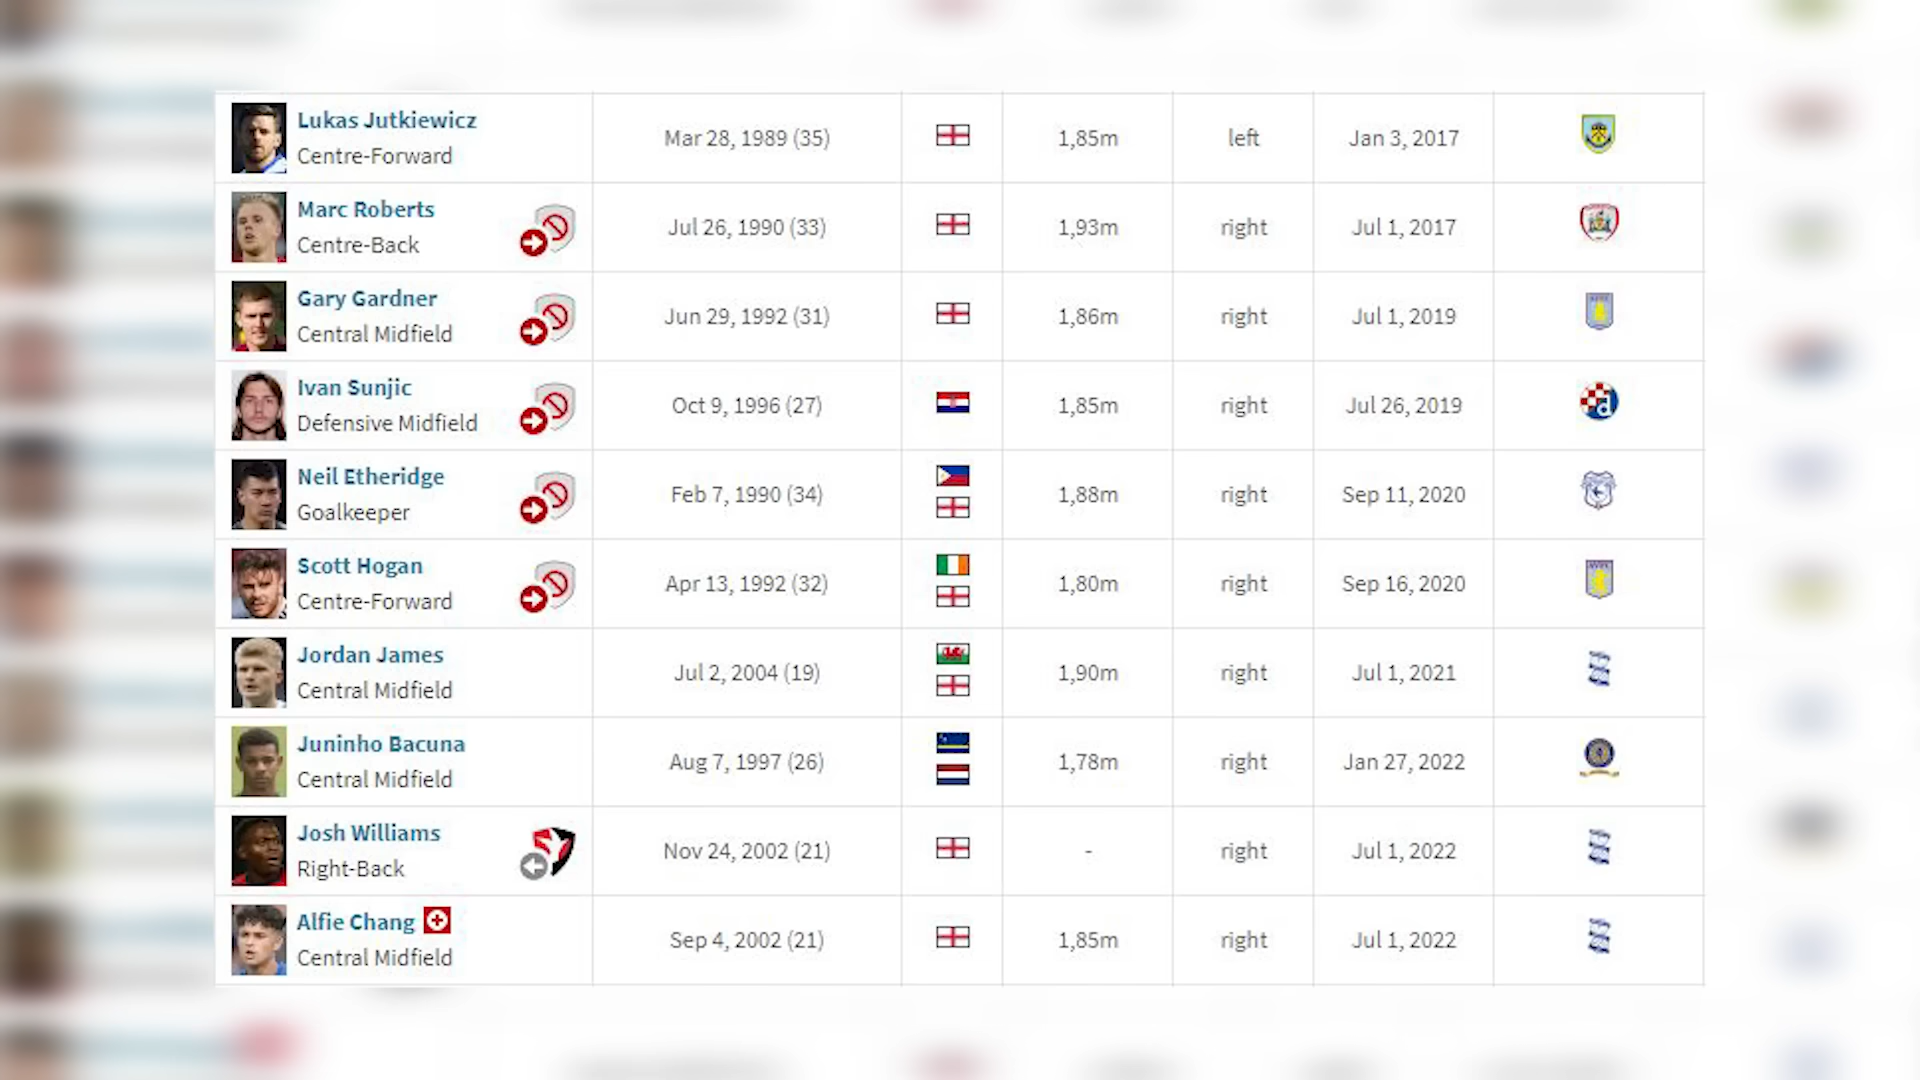 Lukas Jutkiewicz
Centre-Forward
Mar 28, 1989 (35)
1,85m
left
Jan 3, 2017
Marc Roberts
Centre-Back
Jul 26, 1990 (33)
1,93m
right
Jul 1, 2017
Gary Gardner
Central Midfield
Jun 29, 1992 (31)
1,86m
right
Jul 1, 2019
Ivan Sunjic
Defensive Midfield
Oct 9, 1996 (27)
1,85m
right
Jul 26, 2019
Neil Etheridge
Goalkeeper
Feb 7, 1990 (34)
1,88m
right
Sep 11, 2020
Scott Hogan
Centre-Forward
Apr 13, 1992 (32)
1,80m
right
Sep 16, 2020
Jordan James
Central Midfield
Jul 2, 2004 (19)
1,90m
right
Jul 1, 2021
Juninho Bacuna
Central Midfield
Aug 7, 1997 (26)
1,78m
right
Jan 27, 2022
Josh Williams
Right-Back
Nov 24, 2002 (21)
-
right
Jul 1, 2022
Alfie Chang
Central Midfield
Sep 4, 2002 (21)
1,85m
right
Jul 1, 2022